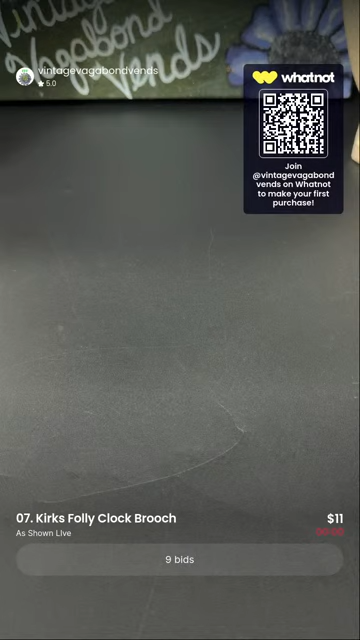 Vintage
Vagabond
Vends
vintagevagabondvends
5.0
whatnot
Join
@vintagevagabond
vends on Whatnot
to make your first
purchase!
07. Kirks Folly Clock Brooch
$11
As Shown Live
9 bids